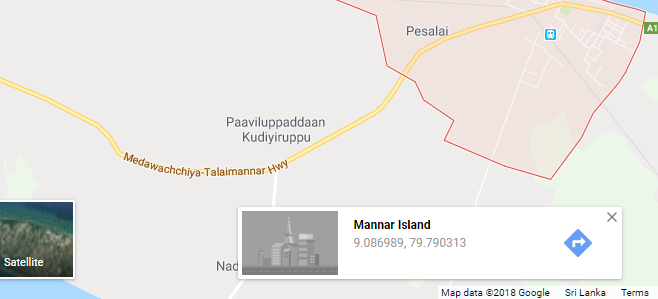 Pesalai
A1
Paaviluppaddaan
Kudiyiruppu
Medawachchiya-Talaimannar Hwy
Satellite
Mannar Island
9.086989, 79.790313
Nad
Map data ©2018 Google Sri Lanka Terms